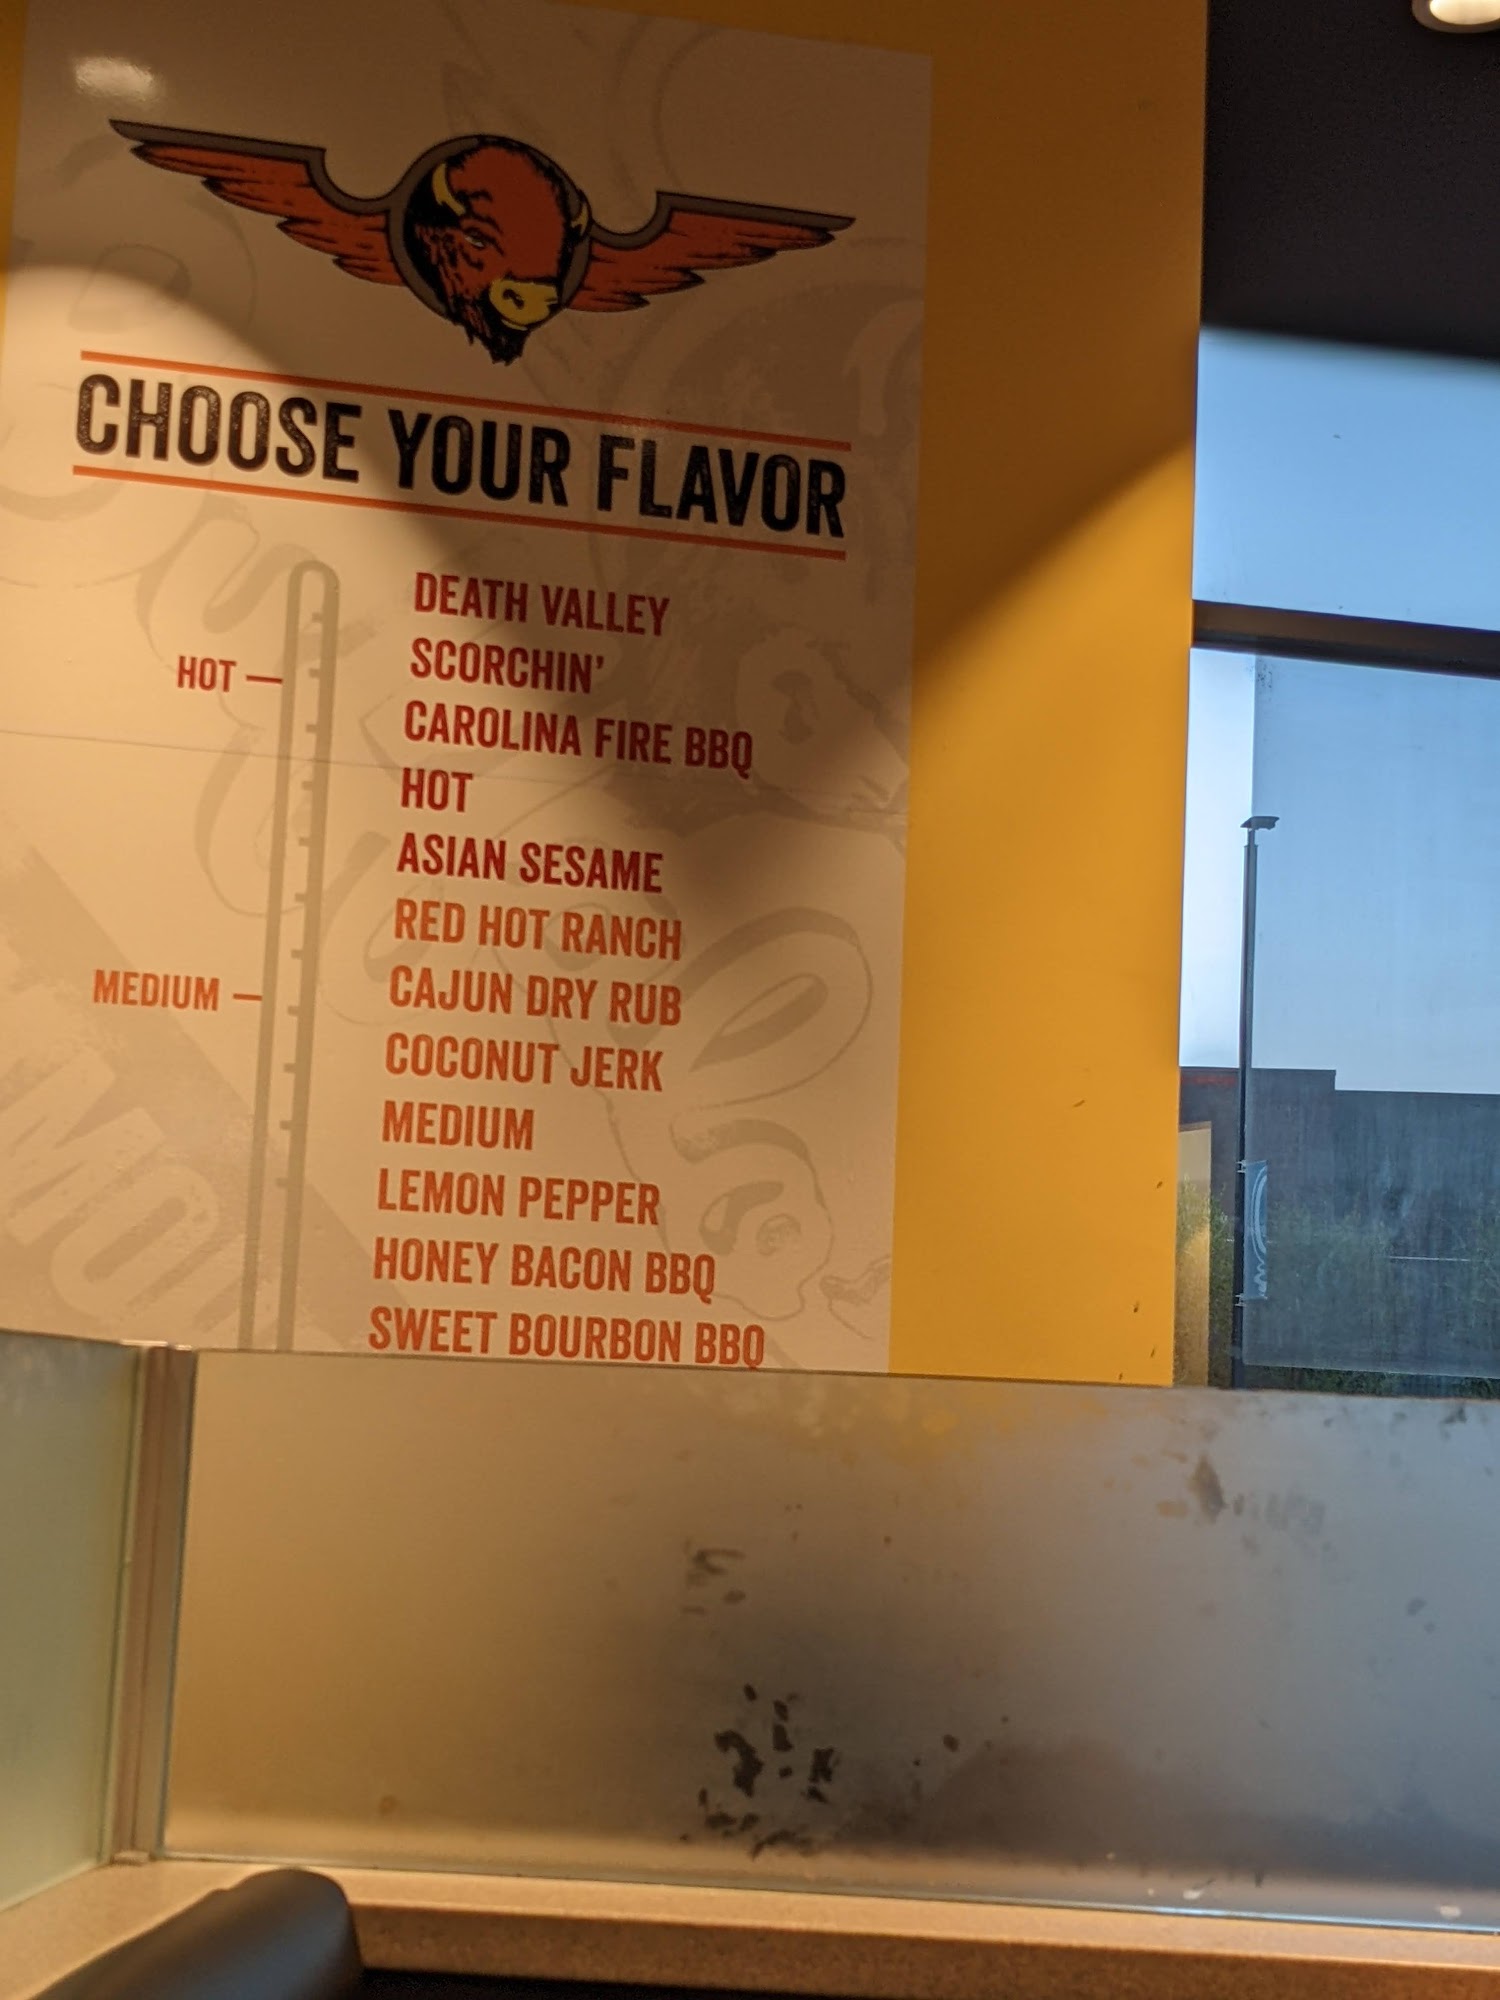 CHOOSE YOUR FLAVOR
DEATH VALLEY
SCORCHIN'
HOT
CAROLINA FIRE BBQ
HOT
ASIAN SESAME
RED HOT RANCH
MEDIUM
CAJUN DRY RUB
COCONUT JERK
MEDIUM
LEMON PEPPER
HONEY BACON BBQ
SWEET BOURBON BBQ